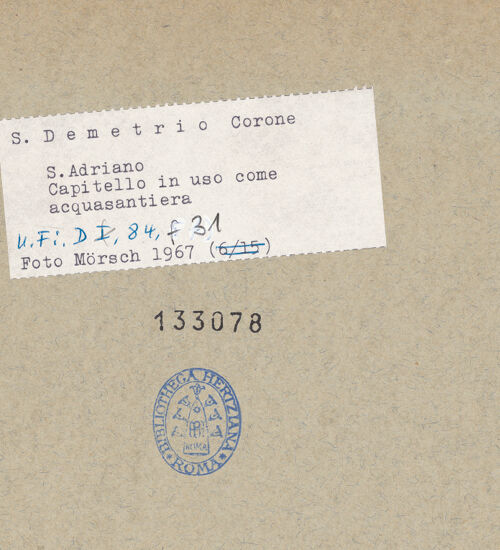 S. Demetrio Corone
S.Adriano
Capitello in uso come
acquasantiera
U.Fi. D I, 84, f 31
Foto Mörsch 1967 (6/15)
133078
BIBLIOTHECA HERTZIANA
ROMA